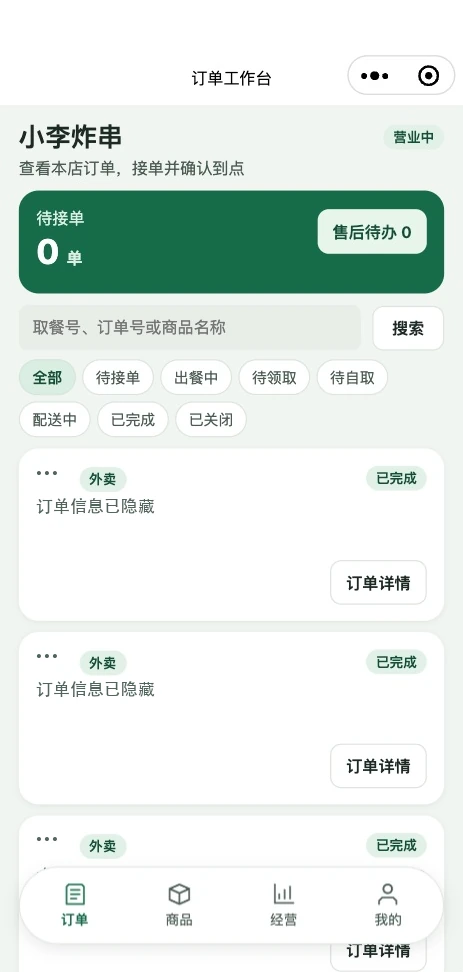 订单工作台
小李炸串
营业中
查看本店订单，接单并确认到点
待接单
0 单
售后待办 0
取餐号、订单号或商品名称
搜索
全部 待接单 出餐中 待领取 待自取
配送中 已完成 已关闭
... 外卖 已完成
订单信息已隐藏
订单详情
... 外卖 已完成
订单信息已隐藏
订单详情
... 外卖 已完成
订单详情
订单 商品 经营 我的